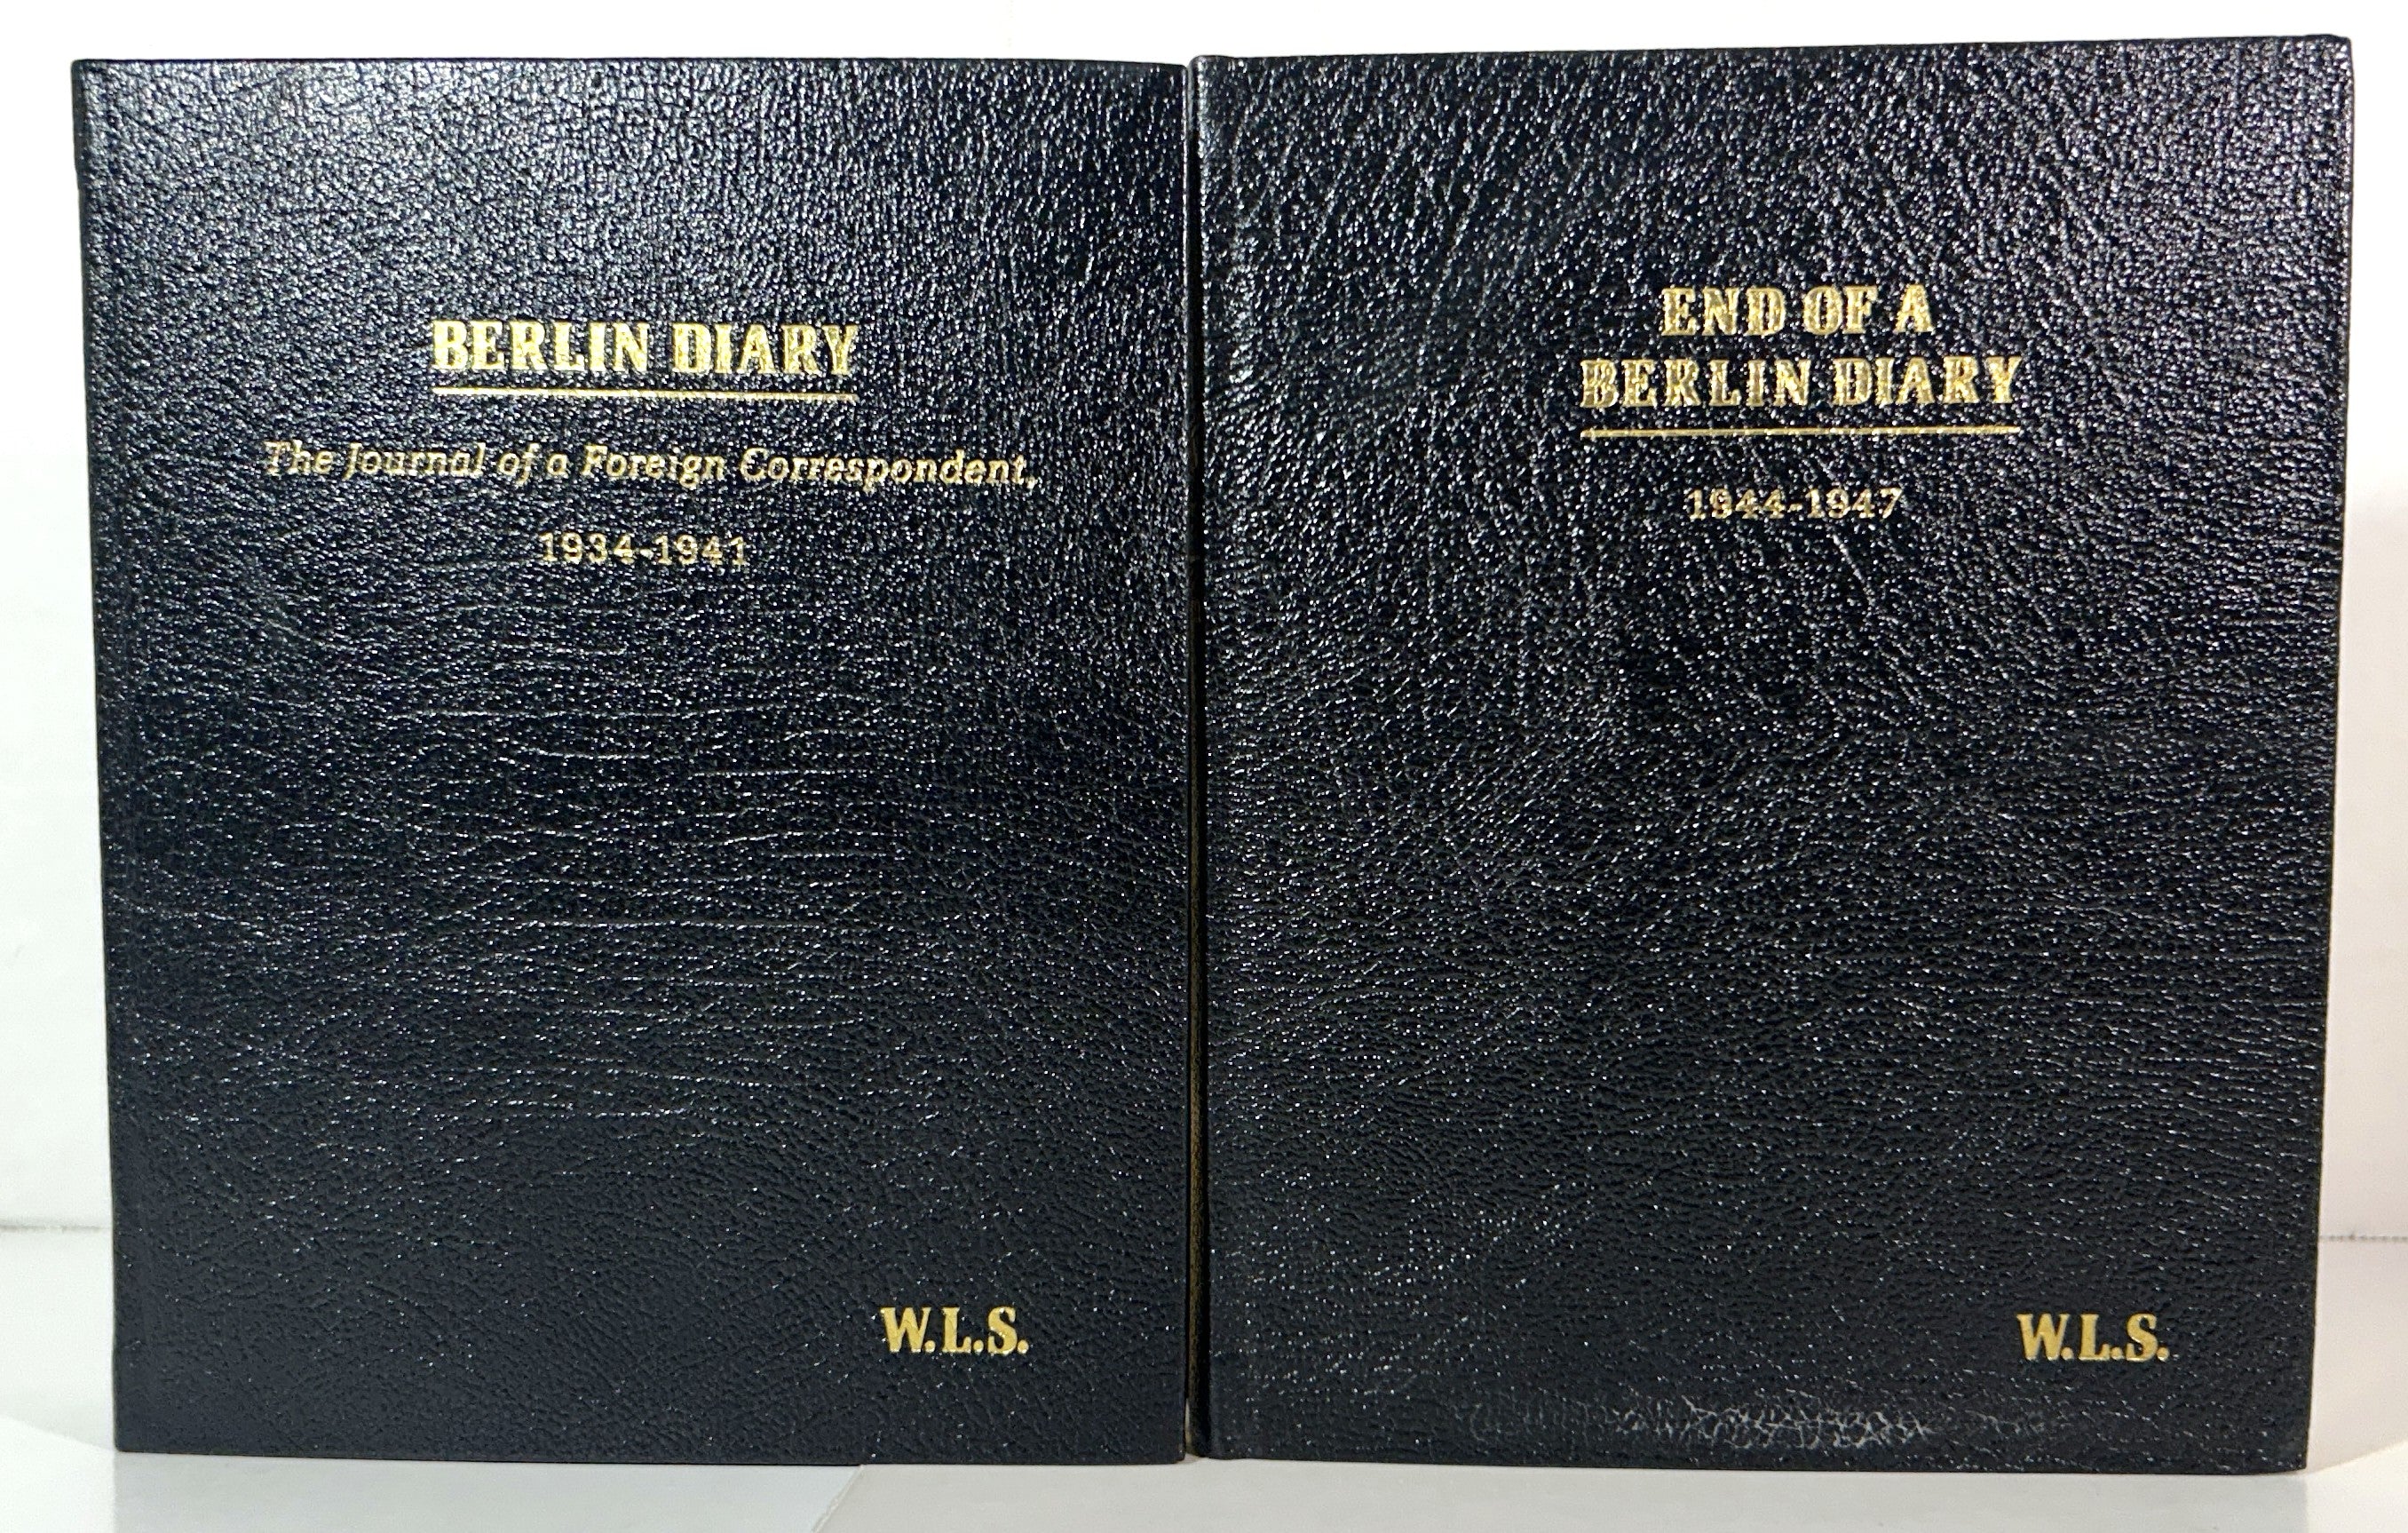 BERLIN DIARY
The Journal of a Foreign Correspondent,
1934-1941
W.L.S.
END OF A
BERLIN DIARY
1944-1947
W.L.S.